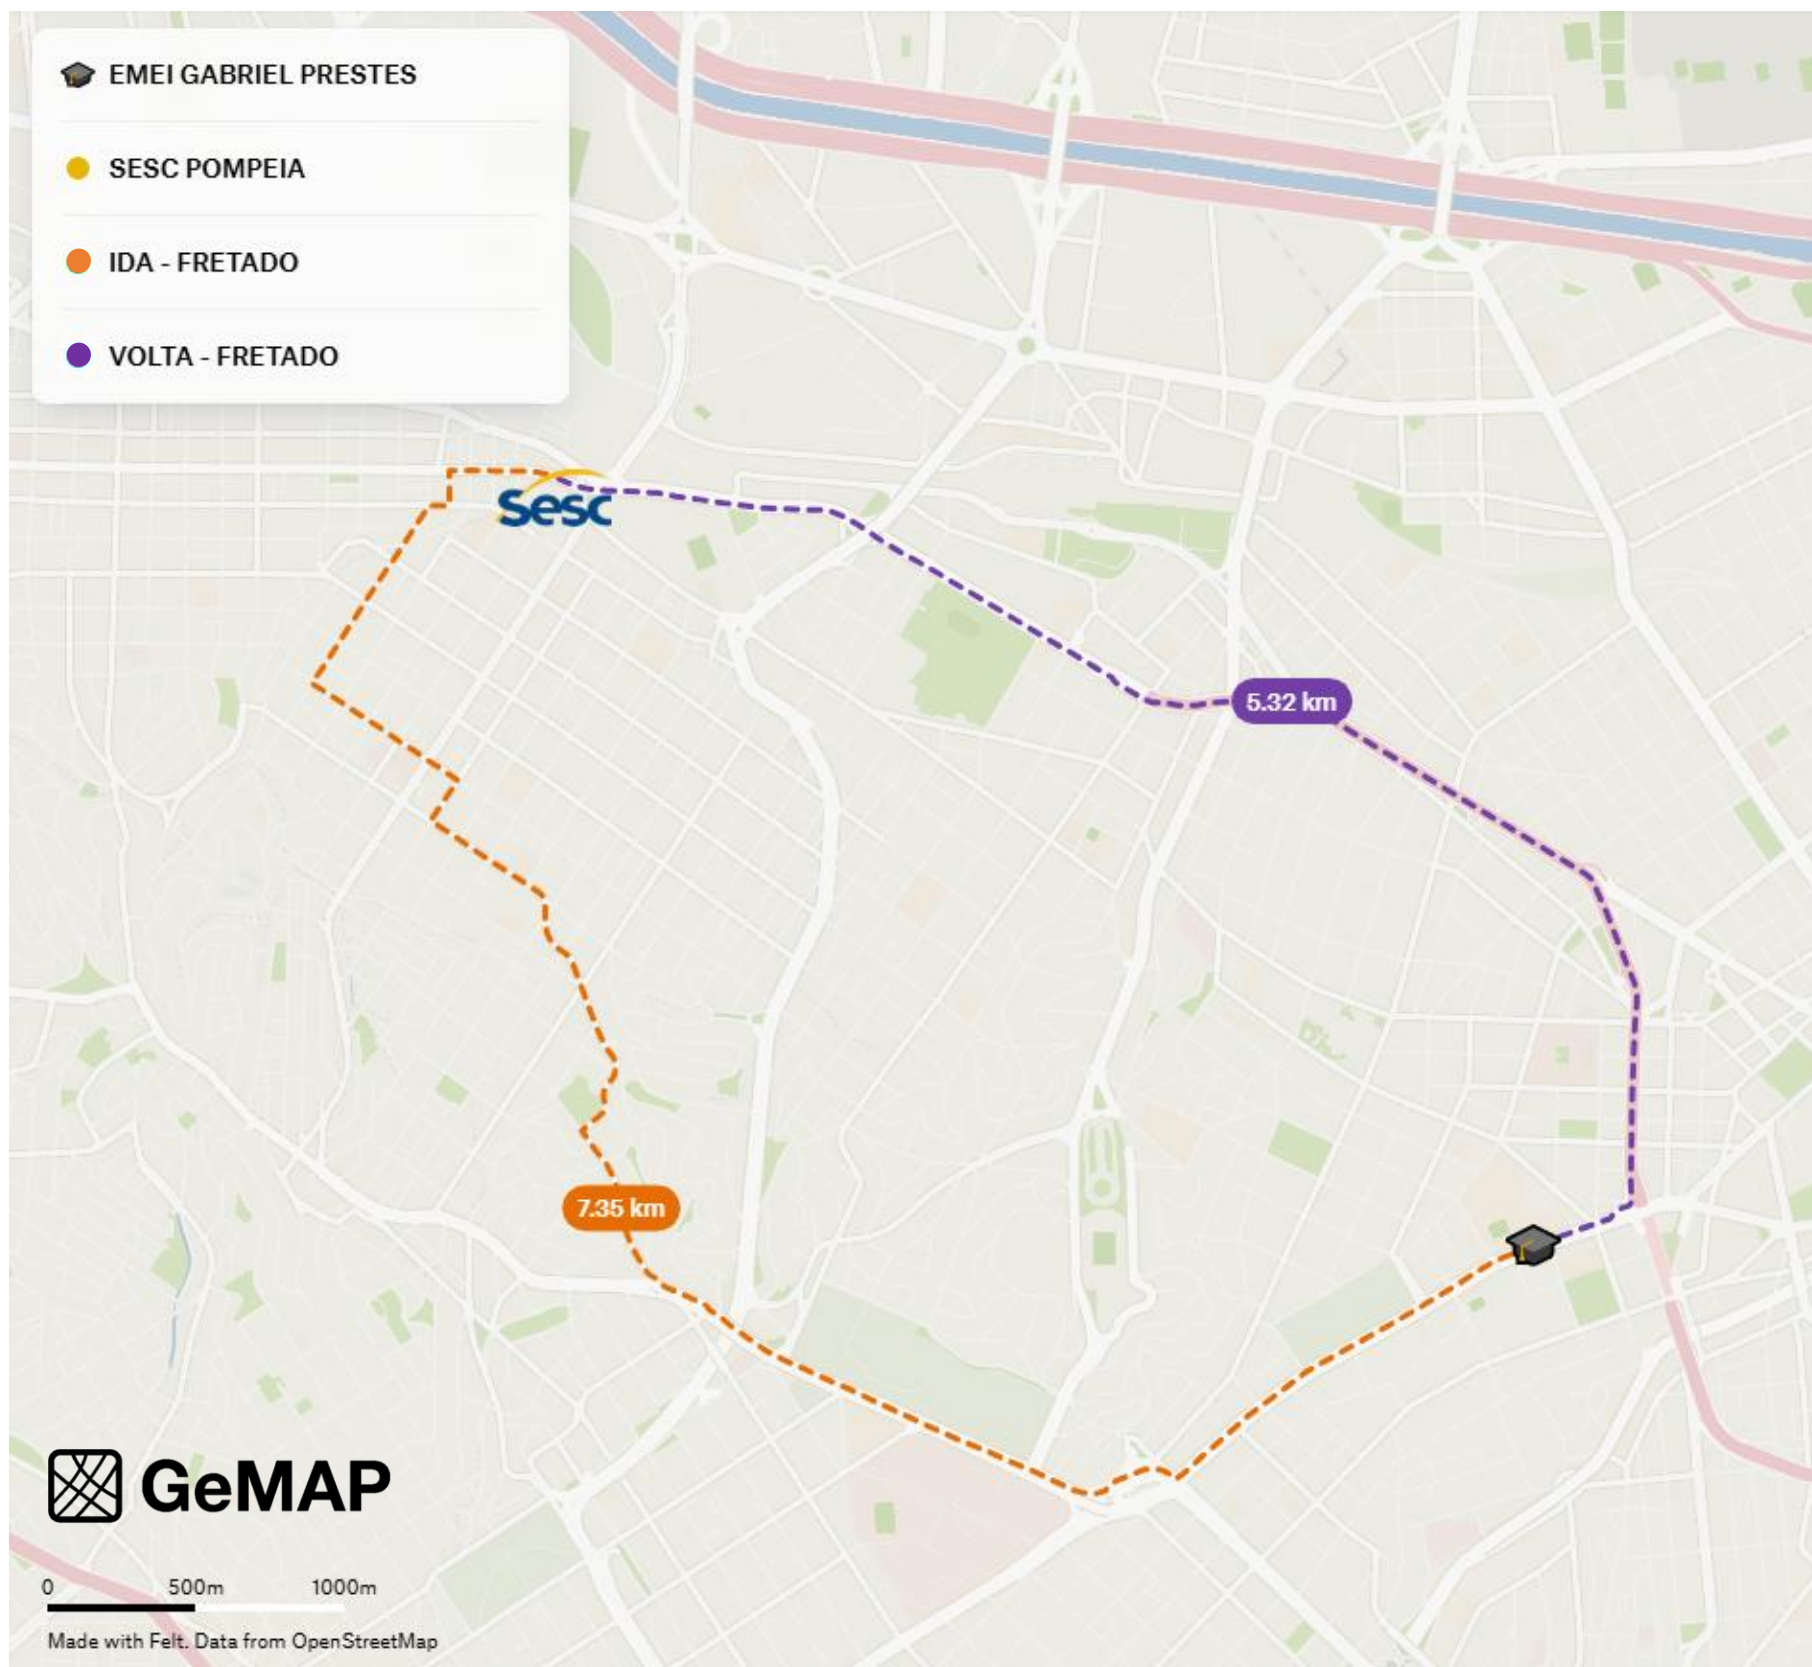 EMEI GABRIEL PRESTES
SESC POMPEIA
IDA - FRETADO
VOLTA - FRETADO
Sesc
5.32 km
7.35 km
GeMAP
0 500m 1000m
Made with Felt. Data from OpenStreetMap